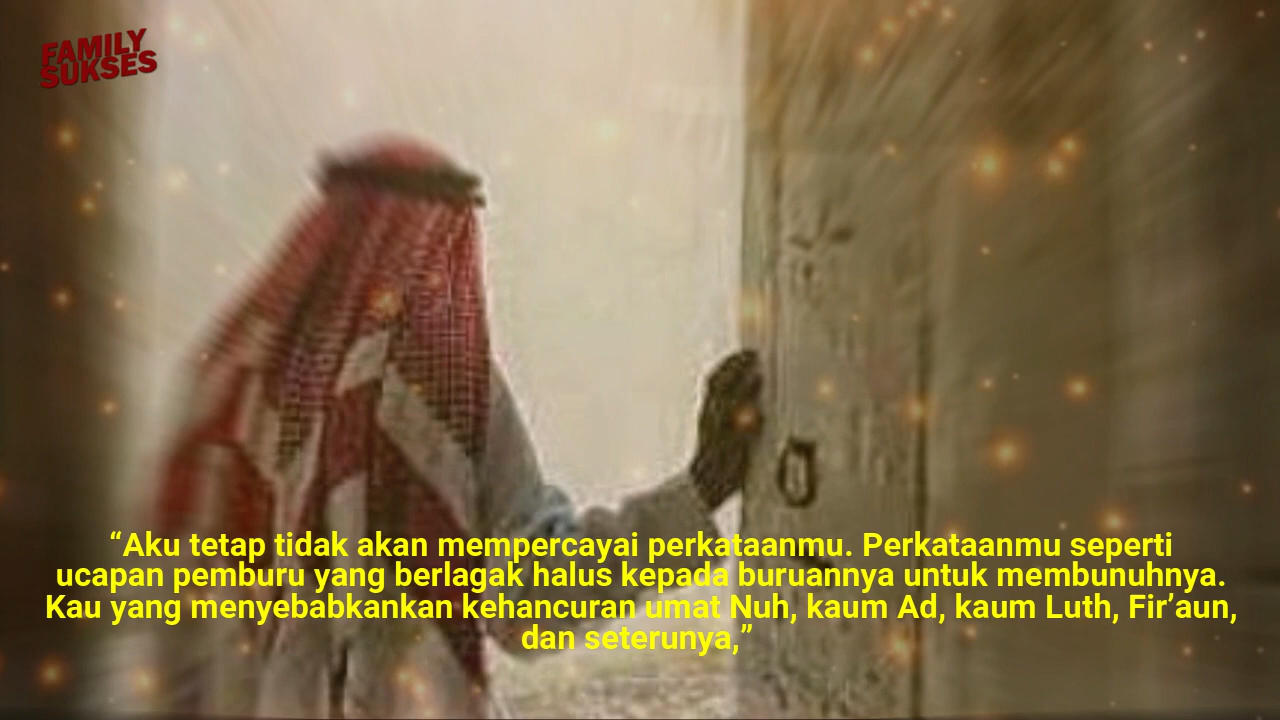 FAMILY
SUKSES
“Aku tetap tidak akan mempercayai perkataanmu. Perkataanmu seperti
ucapan pemburu yang berlagak halus kepada buruannya untuk membunuhnya.
Kau yang menyebabkankan kehancuran umat Nuh, kaum Ad, kaum Luth, Fir’aun,
dan seterunya,”